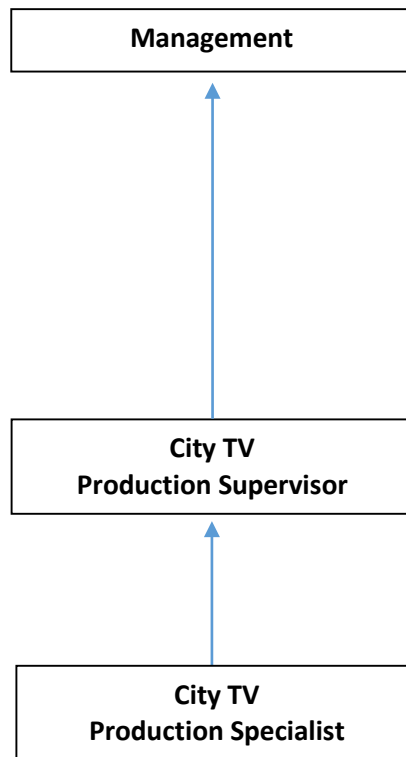 Management
City TV
Production Supervisor
City TV
Production Specialist